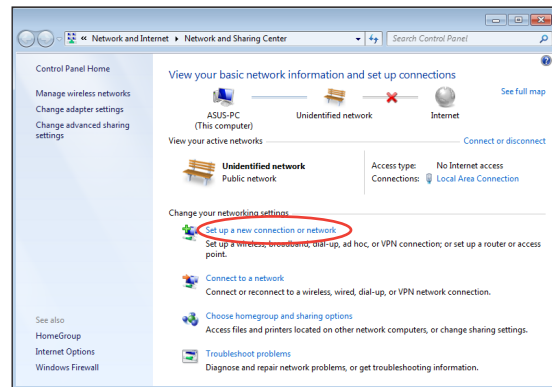 « Network and Internet ▸ Network and Sharing Center
Search Control Panel
Control Panel Home
Manage wireless networks
Change adapter settings
Change advanced sharing
settings
See also
HomeGroup
Internet Options
Windows Firewall
View your basic network information and set up connections
See full map
ASUS-PC
(This computer)
Unidentified network
Internet
View your active networks
Connect or disconnect
Unidentified network
Public network
Access type: No Internet access
Connections: Local Area Connection
Change your networking settings
Set up a new connection or network
Set up a wireless, broadband, dial-up, ad hoc, or VPN connection; or set up a router or access
point.
Connect to a network
Connect or reconnect to a wireless, wired, dial-up, or VPN network connection.
Choose homegroup and sharing options
Access files and printers located on other network computers, or change sharing settings.
Troubleshoot problems
Diagnose and repair network problems, or get troubleshooting information.